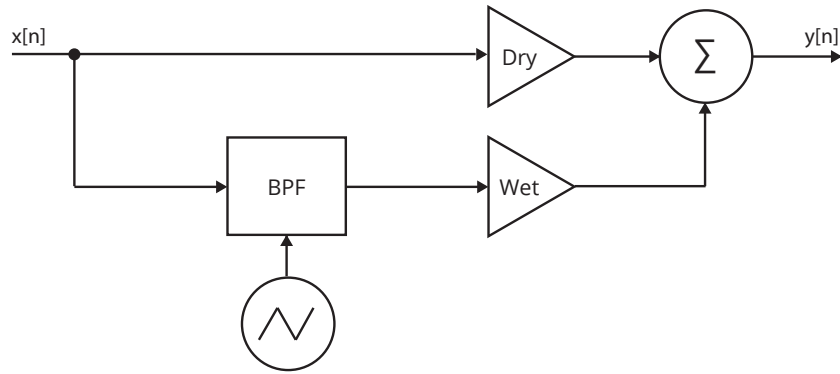 x[n]
Dry
Σ
y[n]
BPF
Wet